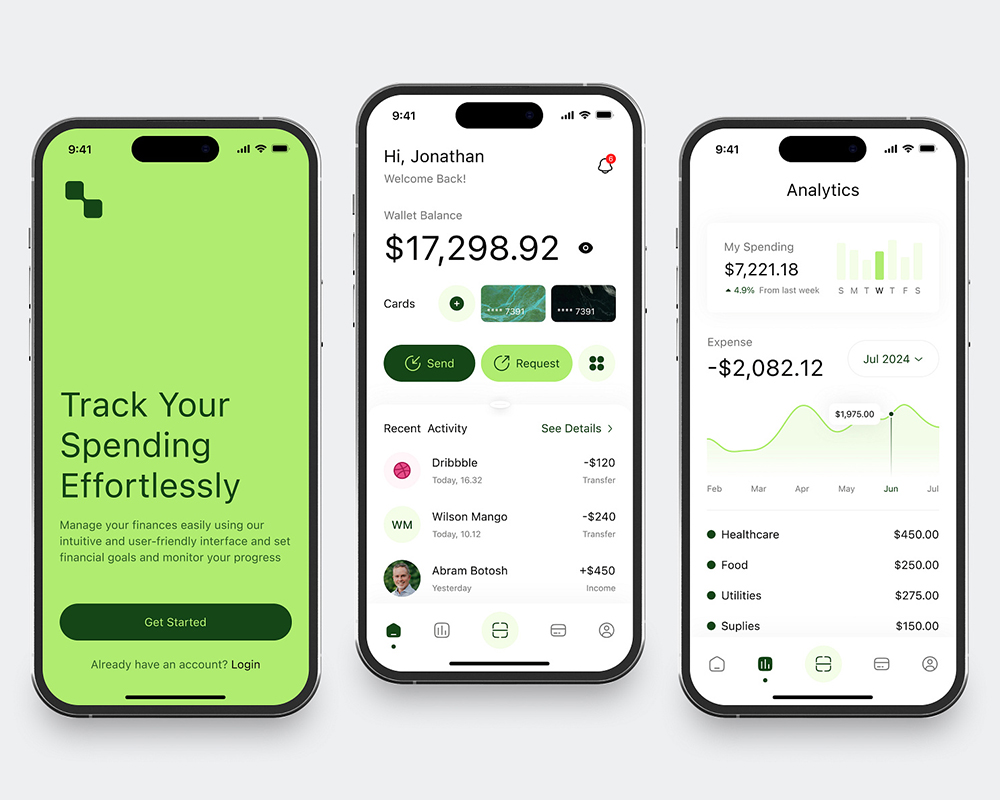 9:41
Track Your
Spending
Effortlessly
Manage your finances easily using our
intuitive and user-friendly interface and set
financial goals and monitor your progress
Get Started
Already have an account? Login
9:41
Hi, Jonathan
6
Welcome Back!
Wallet Balance
$17,298.92
Cards
**** 7391
**** 7391
Send
Request
Recent Activity
See Details
Dribbble
-$120
Today, 16.32
Transfer
WM
Wilson Mango
-$240
Today, 10.12
Transfer
Abram Botosh
+$450
Yesterday
Income
9:41
Analytics
My Spending
$7,221.18
4.9% From last week
S M T W T F S
Expense
-$2,082.12
Jul 2024
$1,975.00
Feb Mar Apr May Jun Jul
Healthcare $450.00
Food $250.00
Utilities $275.00
Suplies $150.00